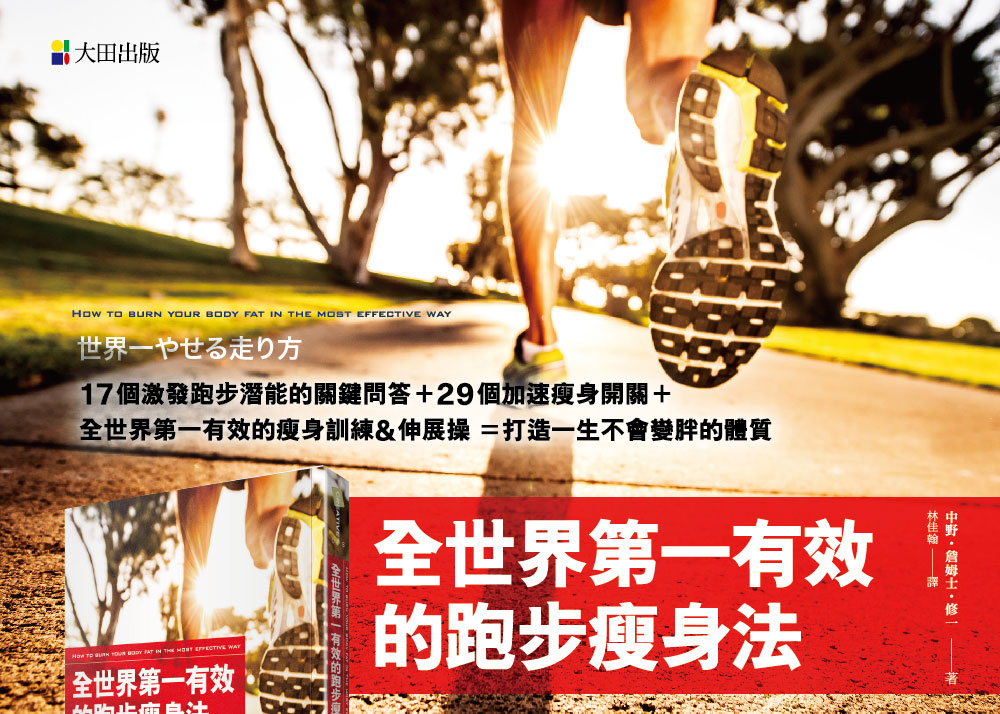 大田出版
HOW TO BURN YOUR BODY FAT IN THE MOST EFFECTIVE WAY
世界一やせる走り方
17個激發跑步潛能的關鍵問答＋29個加速瘦身開關＋
全世界第一有效的瘦身訓練&伸展操 ＝打造一生不會變胖的體質
全世界第一有效
的跑步瘦身法
中野・詹姆士・修一——著
林佳翰——譯
HOW TO BURN YOUR BODY FAT IN THE MOST EFFECTIVE WAY
全世界第一有效
的跑步瘦身法
全世界第一有效的跑步瘦